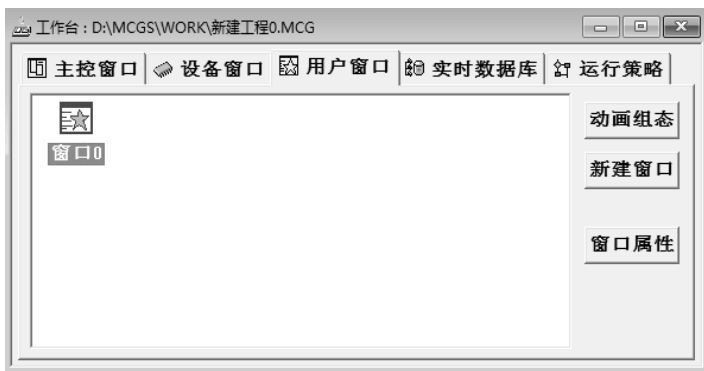 工作台 : D:\MCGS\WORK\新建工程0.MCG
主控窗口 设备窗口 用户窗口 实时数据库 运行策略
窗口0
动画组态
新建窗口
窗口属性